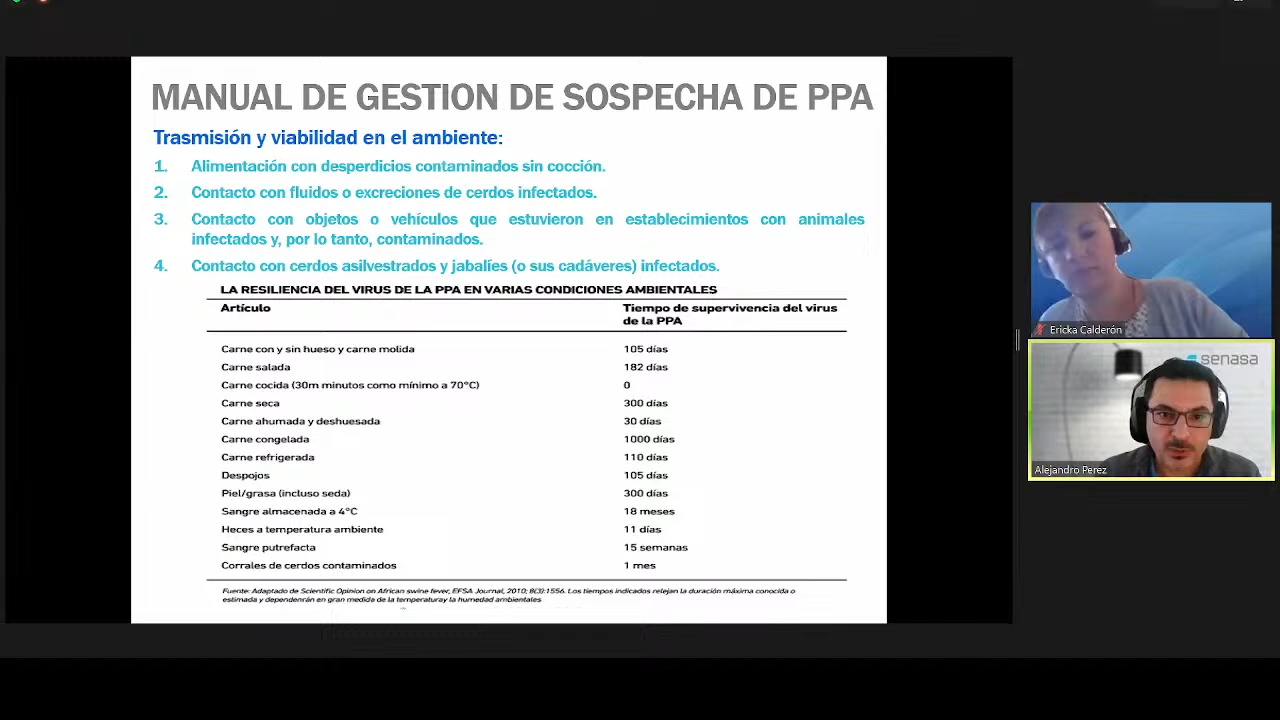 MANUAL DE GESTION DE SOSPECHA DE PPA
Trasmisión y viabilidad en el ambiente:
1. Alimentación con desperdicios contaminados sin cocción.
2. Contacto con fluidos o excreciones de cerdos infectados.
3. Contacto con objetos o vehículos que estuvieron en establecimientos con animales
infectados y, por lo tanto, contaminados.
4. Contacto con cerdos asilvestrados y jabalíes (o sus cadáveres) infectados.
LA RESILIENCIA DEL VIRUS DE LA PPA EN VARIAS CONDICIONES AMBIENTALES
Artículo Tiempo de supervivencia del virus
de la PPA
Carne con y sin hueso y carne molida 105 días
Carne salada 182 días
Carne cocida (30m minutos como mínimo a 70°C) 0
Carne seca 300 días
Carne ahumada y deshuesada 30 días
Carne congelada 1000 días
Carne refrigerada 110 días
Despojos 105 días
Piel/grasa (incluso seda) 300 días
Sangre almacenada a 4°C 18 meses
Heces a temperatura ambiente 11 días
Sangre putrefacta 15 semanas
Corrales de cerdos contaminados 1 mes
Fuente: Adaptado de Scientific Opinion on African swine fever, EFSA Journal, 2010; 8(3):1556. Los tiempos indicados relejan la duración máxima conocida o
estimada y dependenrán en gran medida de la temperaturay la humedad ambientales
Ericka Calderón
senasa
Alejandro Perez